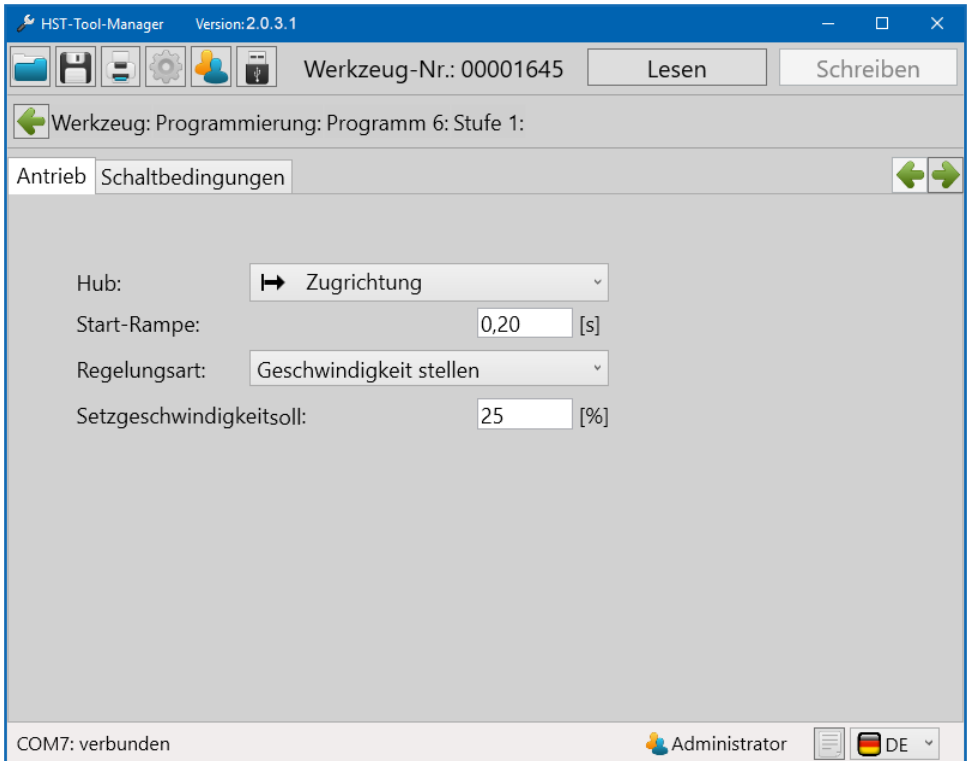 HST-Tool-Manager Version: 2.0.3.1
Werkzeug-Nr.: 00001645 Lesen Schreiben
Werkzeug: Programmierung: Programm 6: Stufe 1:
Antrieb Schaltbedingungen
Hub: Zugrichtung
Start-Rampe: 0,20 [s]
Regelungsart: Geschwindigkeit stellen
Setzgeschwindigkeitsoll: 25 [%]
COM7: verbunden Administrator DE